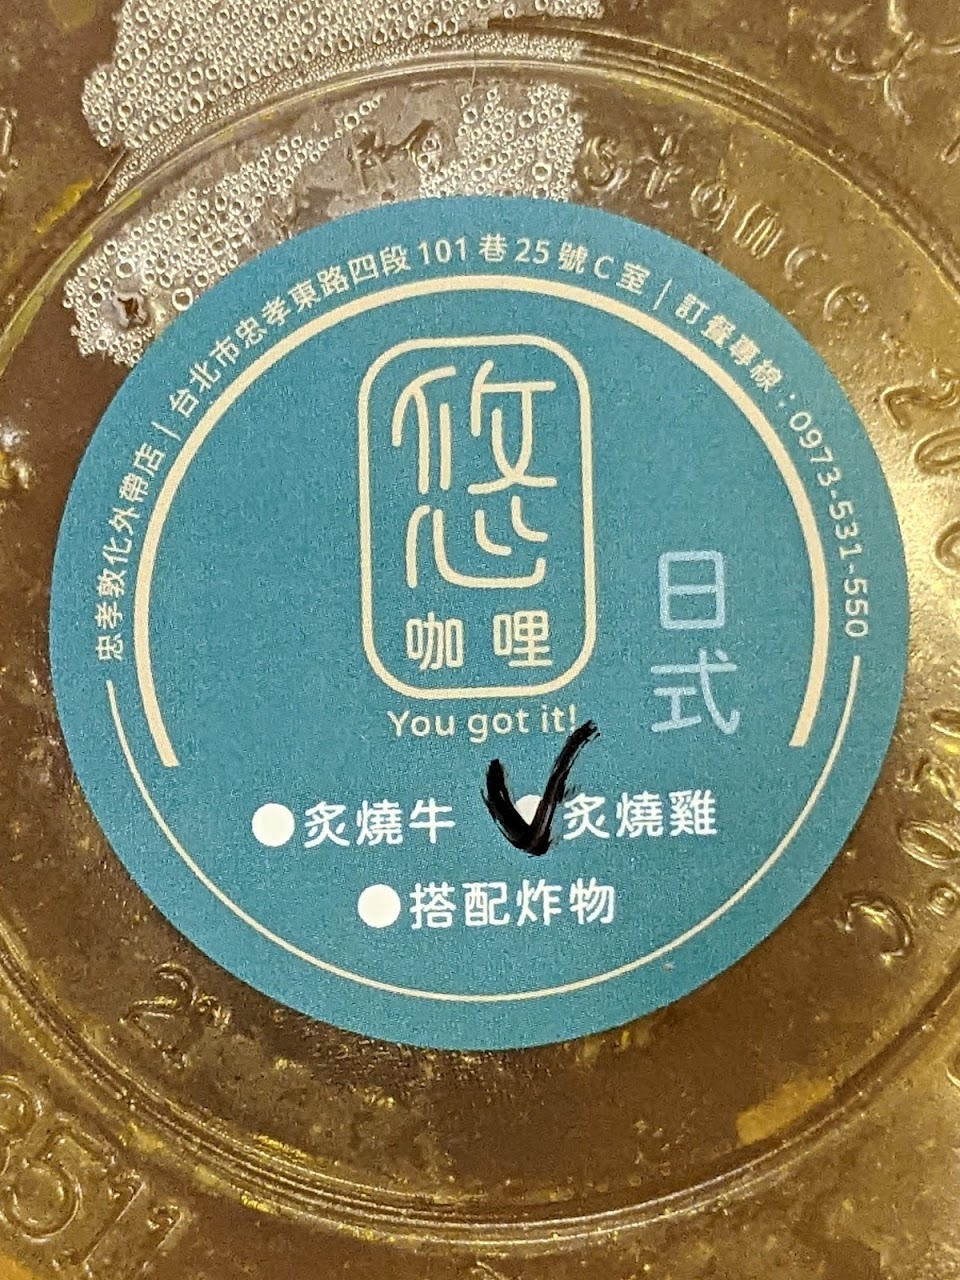 忠孝敦化外帶店 | 台北市忠孝東路四段101巷25號C室 | 訂餐專線：0973-531-550
悠
咖哩
You got it!
日式
炙燒牛
炙燒雞
搭配炸物